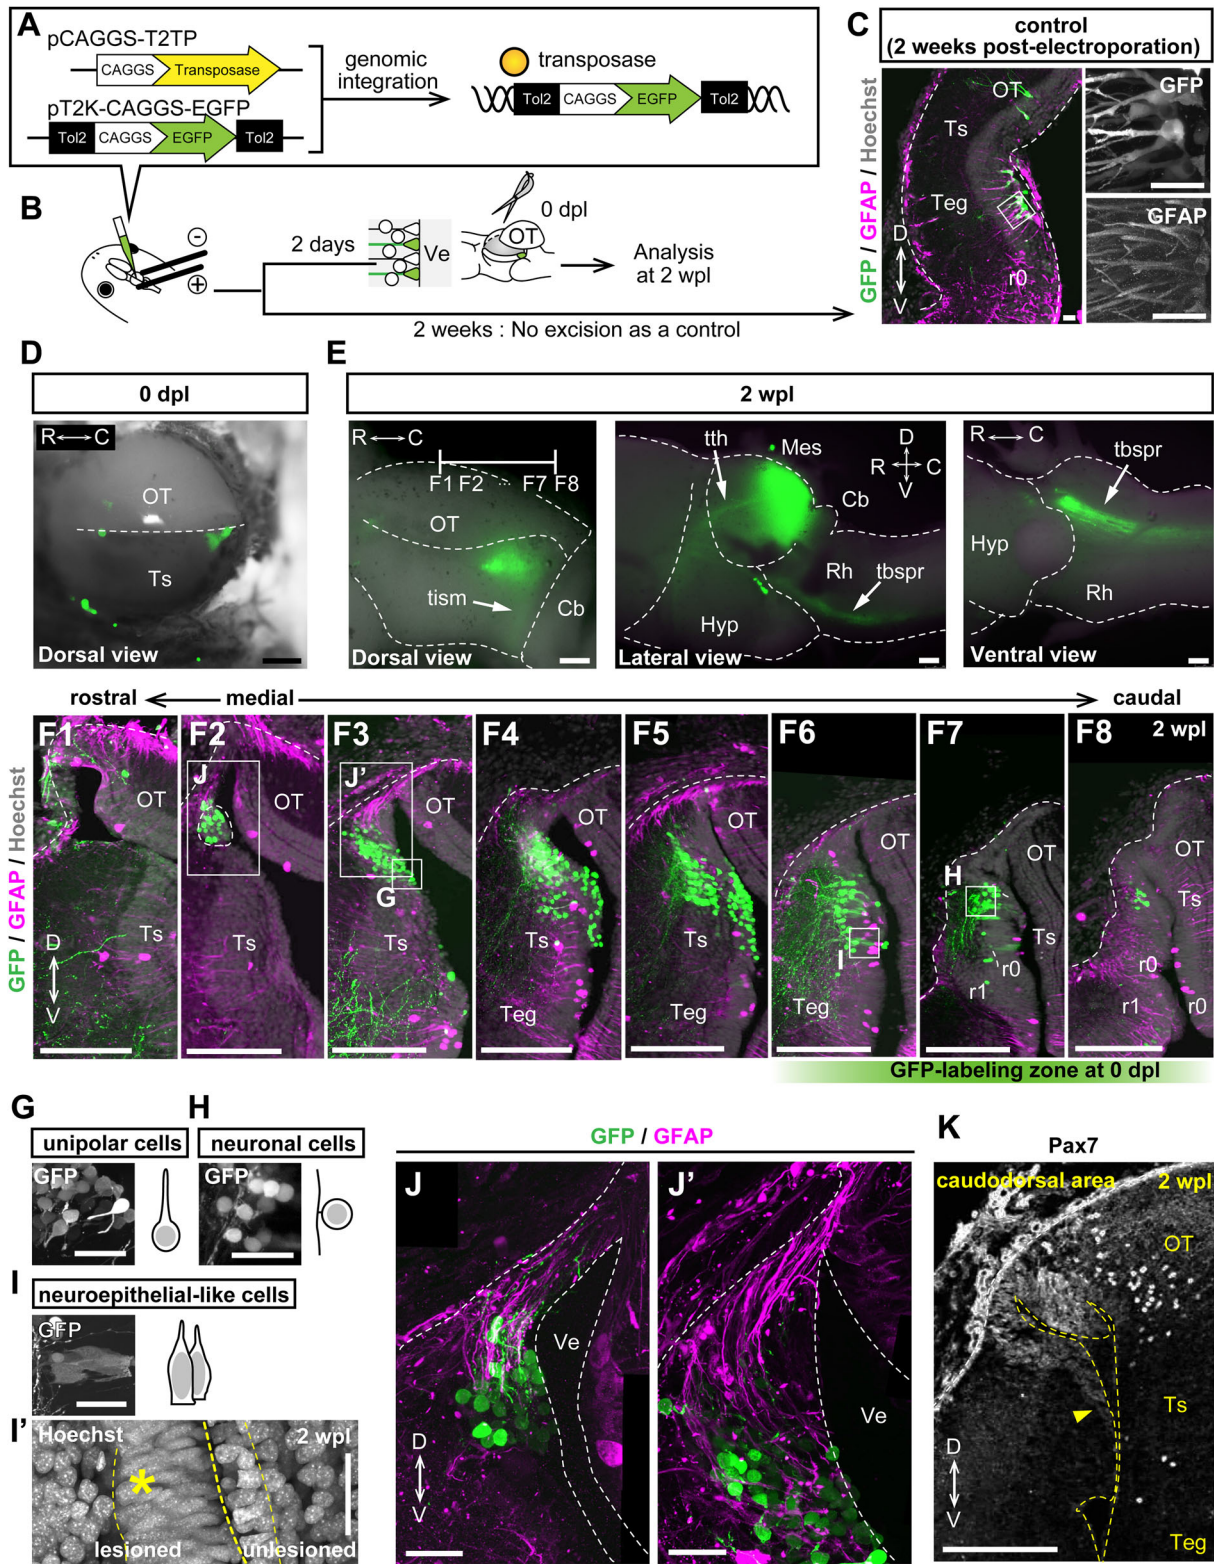 A
pCAGGS-T2TP
CAGGS Transposase
pT2K-CAGGS-EGFP
Tol2 CAGGS EGFP Tol2
genomic
integration
transposase
Tol2 CAGGS EGFP Tol2
B
-
+
2 days
Ve
0 dpl
OT
Analysis
at 2 wpl
2 weeks : No excision as a control
C
control
(2 weeks post-electroporation)
GFP / GFAP / Hoechst
OT
Ts
Teg
D
V
r0
GFP
GFAP
D
0 dpl
R C
OT
Ts
Dorsal view
E
2 wpl
R C
F1 F2 F7 F8
OT
tism
Cb
Dorsal view
tth
Mes
D
R C
V
Cb
Rh
tbspr
Hyp
Lateral view
R C
tbspr
Hyp
Rh
Ventral view
rostral medial caudal
GFP / GFAP / Hoechst
F1
OT
Ts
D
V
F2
J
OT
Ts
F3
J'
OT
G
Ts
F4
OT
Ts
Teg
F5
OT
Ts
Teg
F6
OT
I
Teg
F7
OT
H
Ts
r0
r1
F8
2 wpl
OT
Ts
r0
r1
r0
GFP-labeling zone at 0 dpl
G
unipolar cells
GFP
H
neuronal cells
GFP
I
neuroepithelial-like cells
GFP
I'
Hoechst
2 wpl
*
lesioned
unlesioned
GFP / GFAP
J
Ve
D
V
J'
Ve
K
Pax7
caudodorsal area
2 wpl
OT
Ts
D
V
Teg